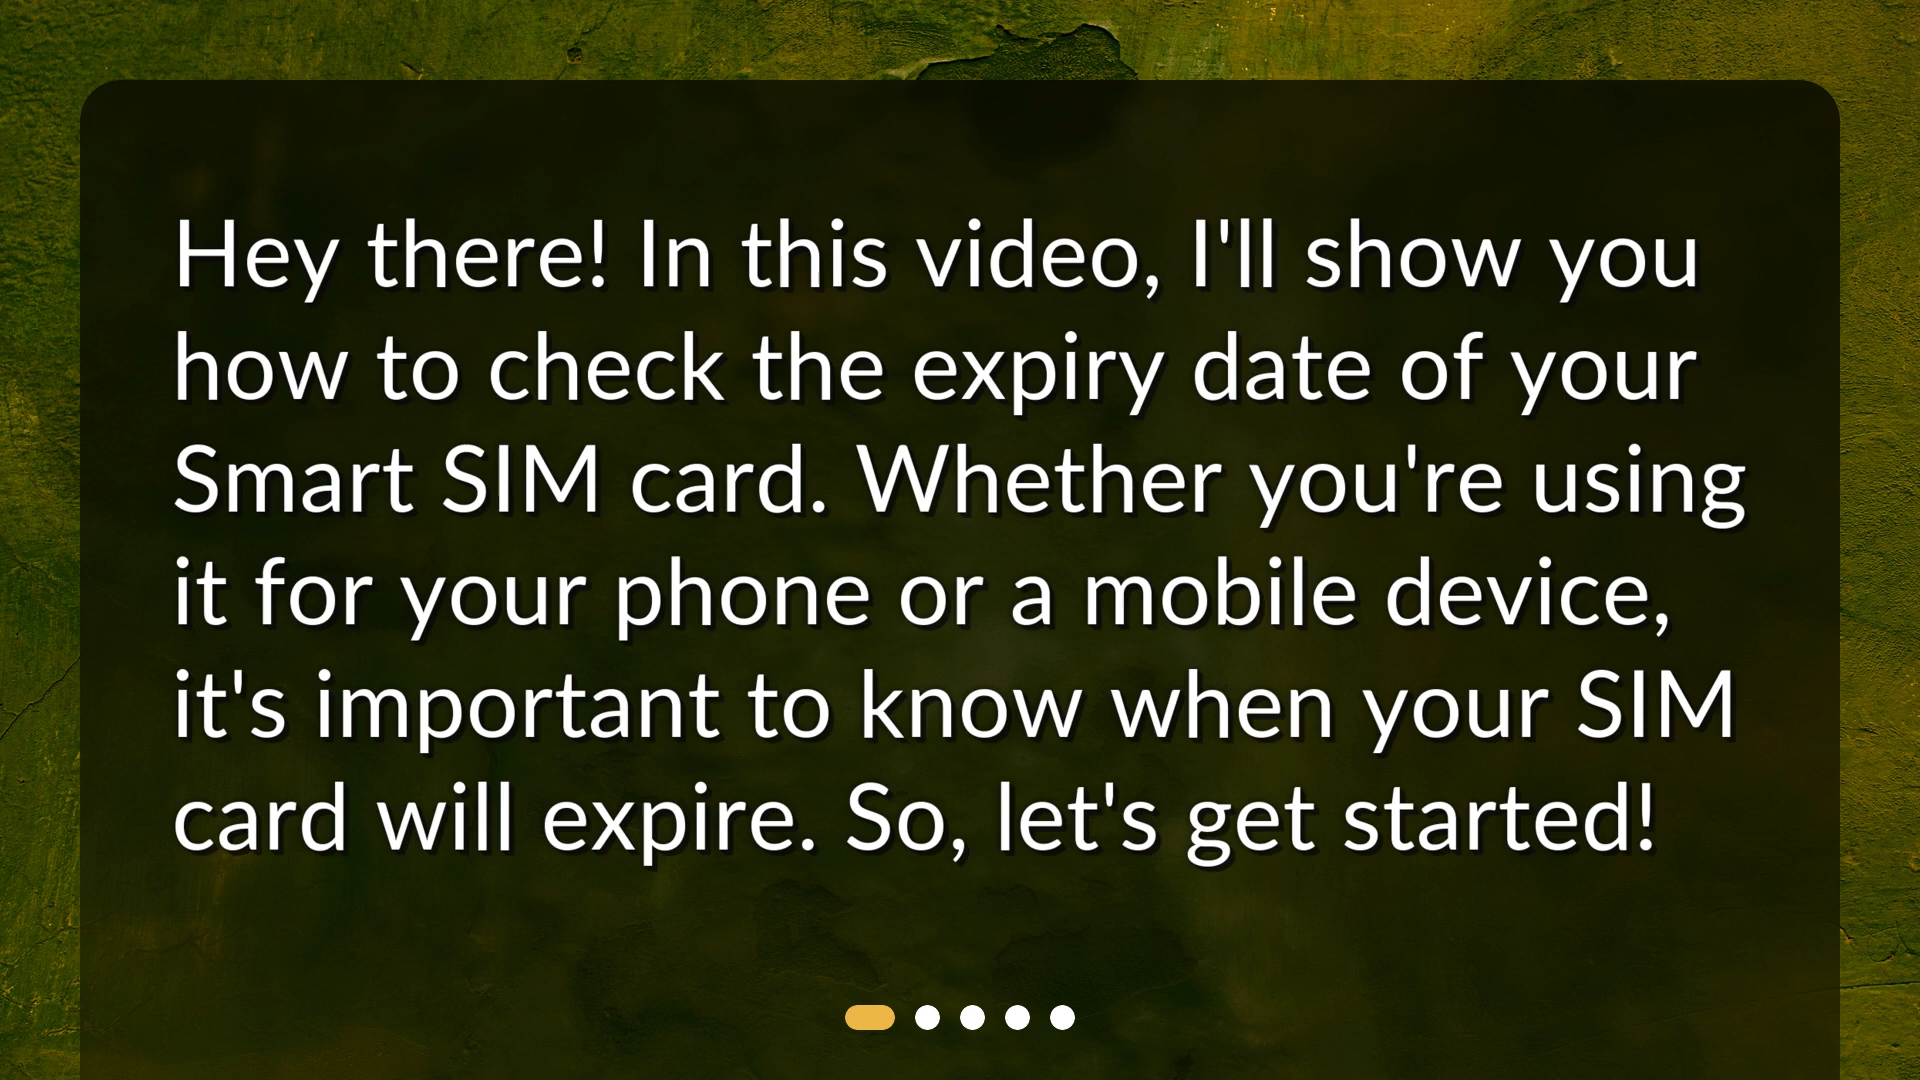 Hey there! In this video, I'll show you
how to check the expiry date of your
Smart SIM card. Whether you're using
it for your phone or a mobile device,
it's important to know when your SIM
card will expire. So, let's get started!